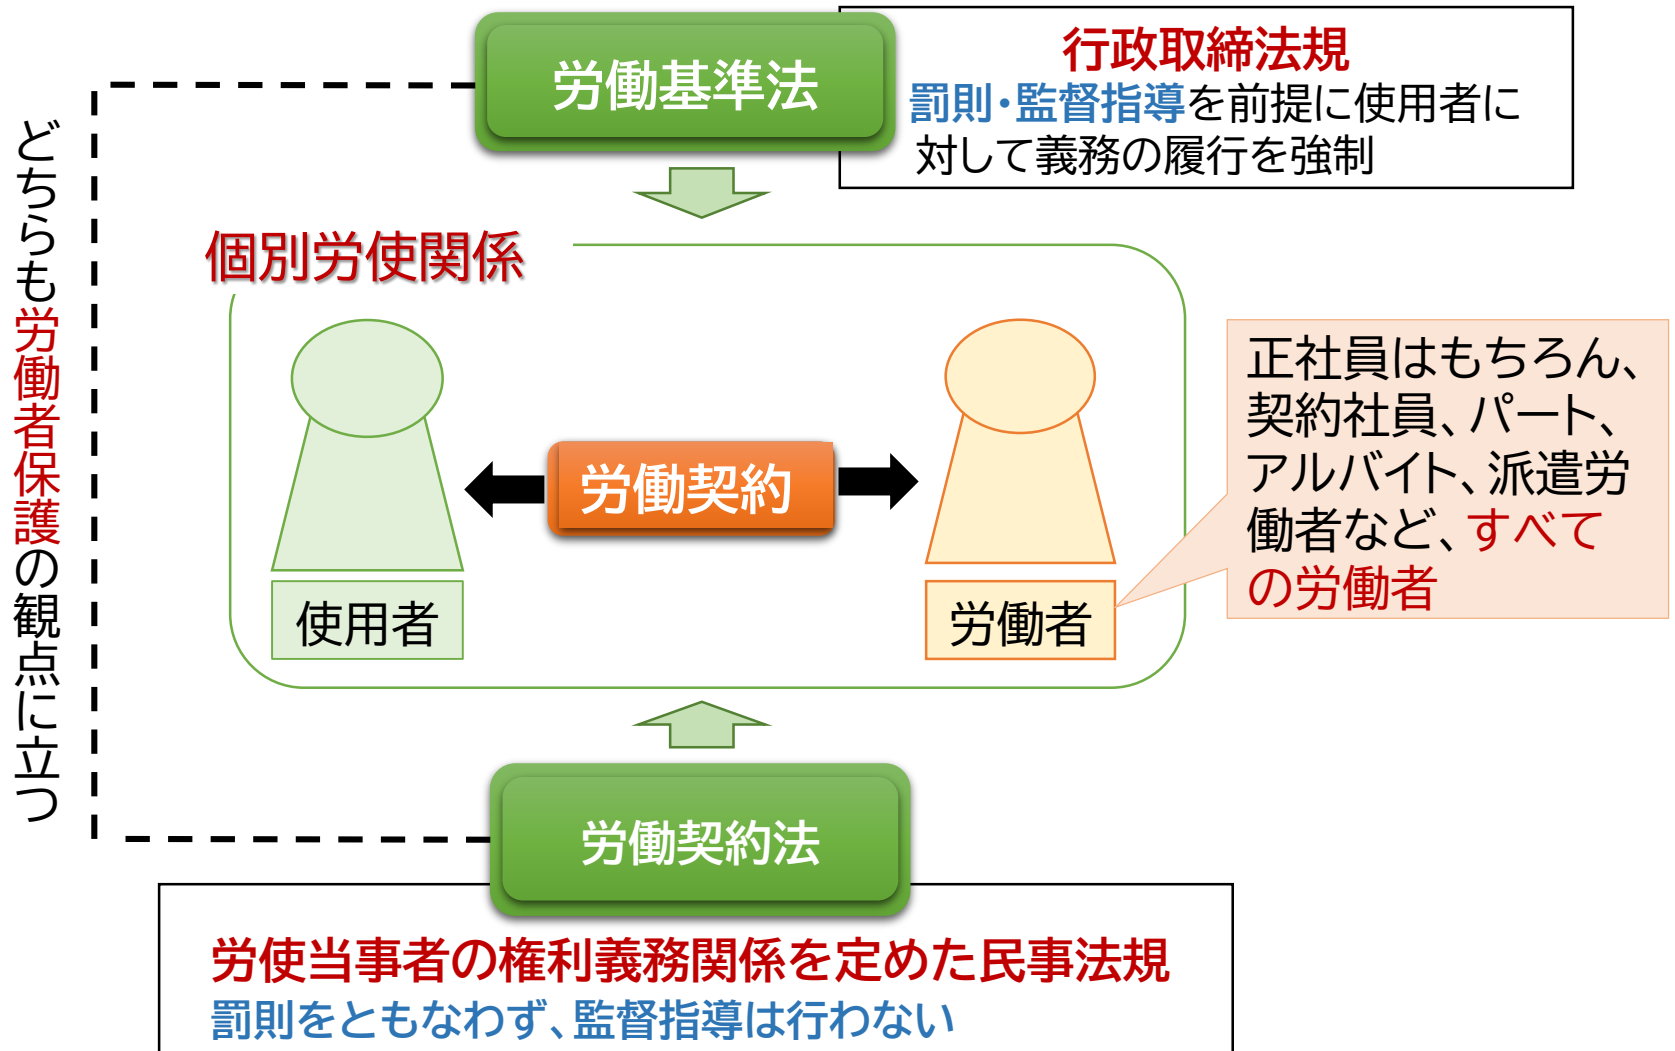 労働基準法
行政取締法規
罰則・監督指導を前提に使用者に
対して義務の履行を強制
どちらも労働者保護の観点に立つ
個別労使関係
労働契約
使用者
労働者
正社員はもちろん、
契約社員、パート、
アルバイト、派遣労
働者など、すべて
の労働者
労働契約法
労使当事者の権利義務関係を定めた民事法規
罰則をともなわず、監督指導は行わない